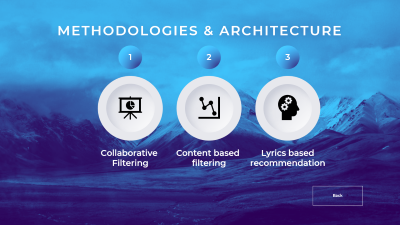 METHODOLOGIES & ARCHITECTURE
1
2
3
Collaborative
Filtering
Content based
filtering
Lyrics based
recommendation
Back